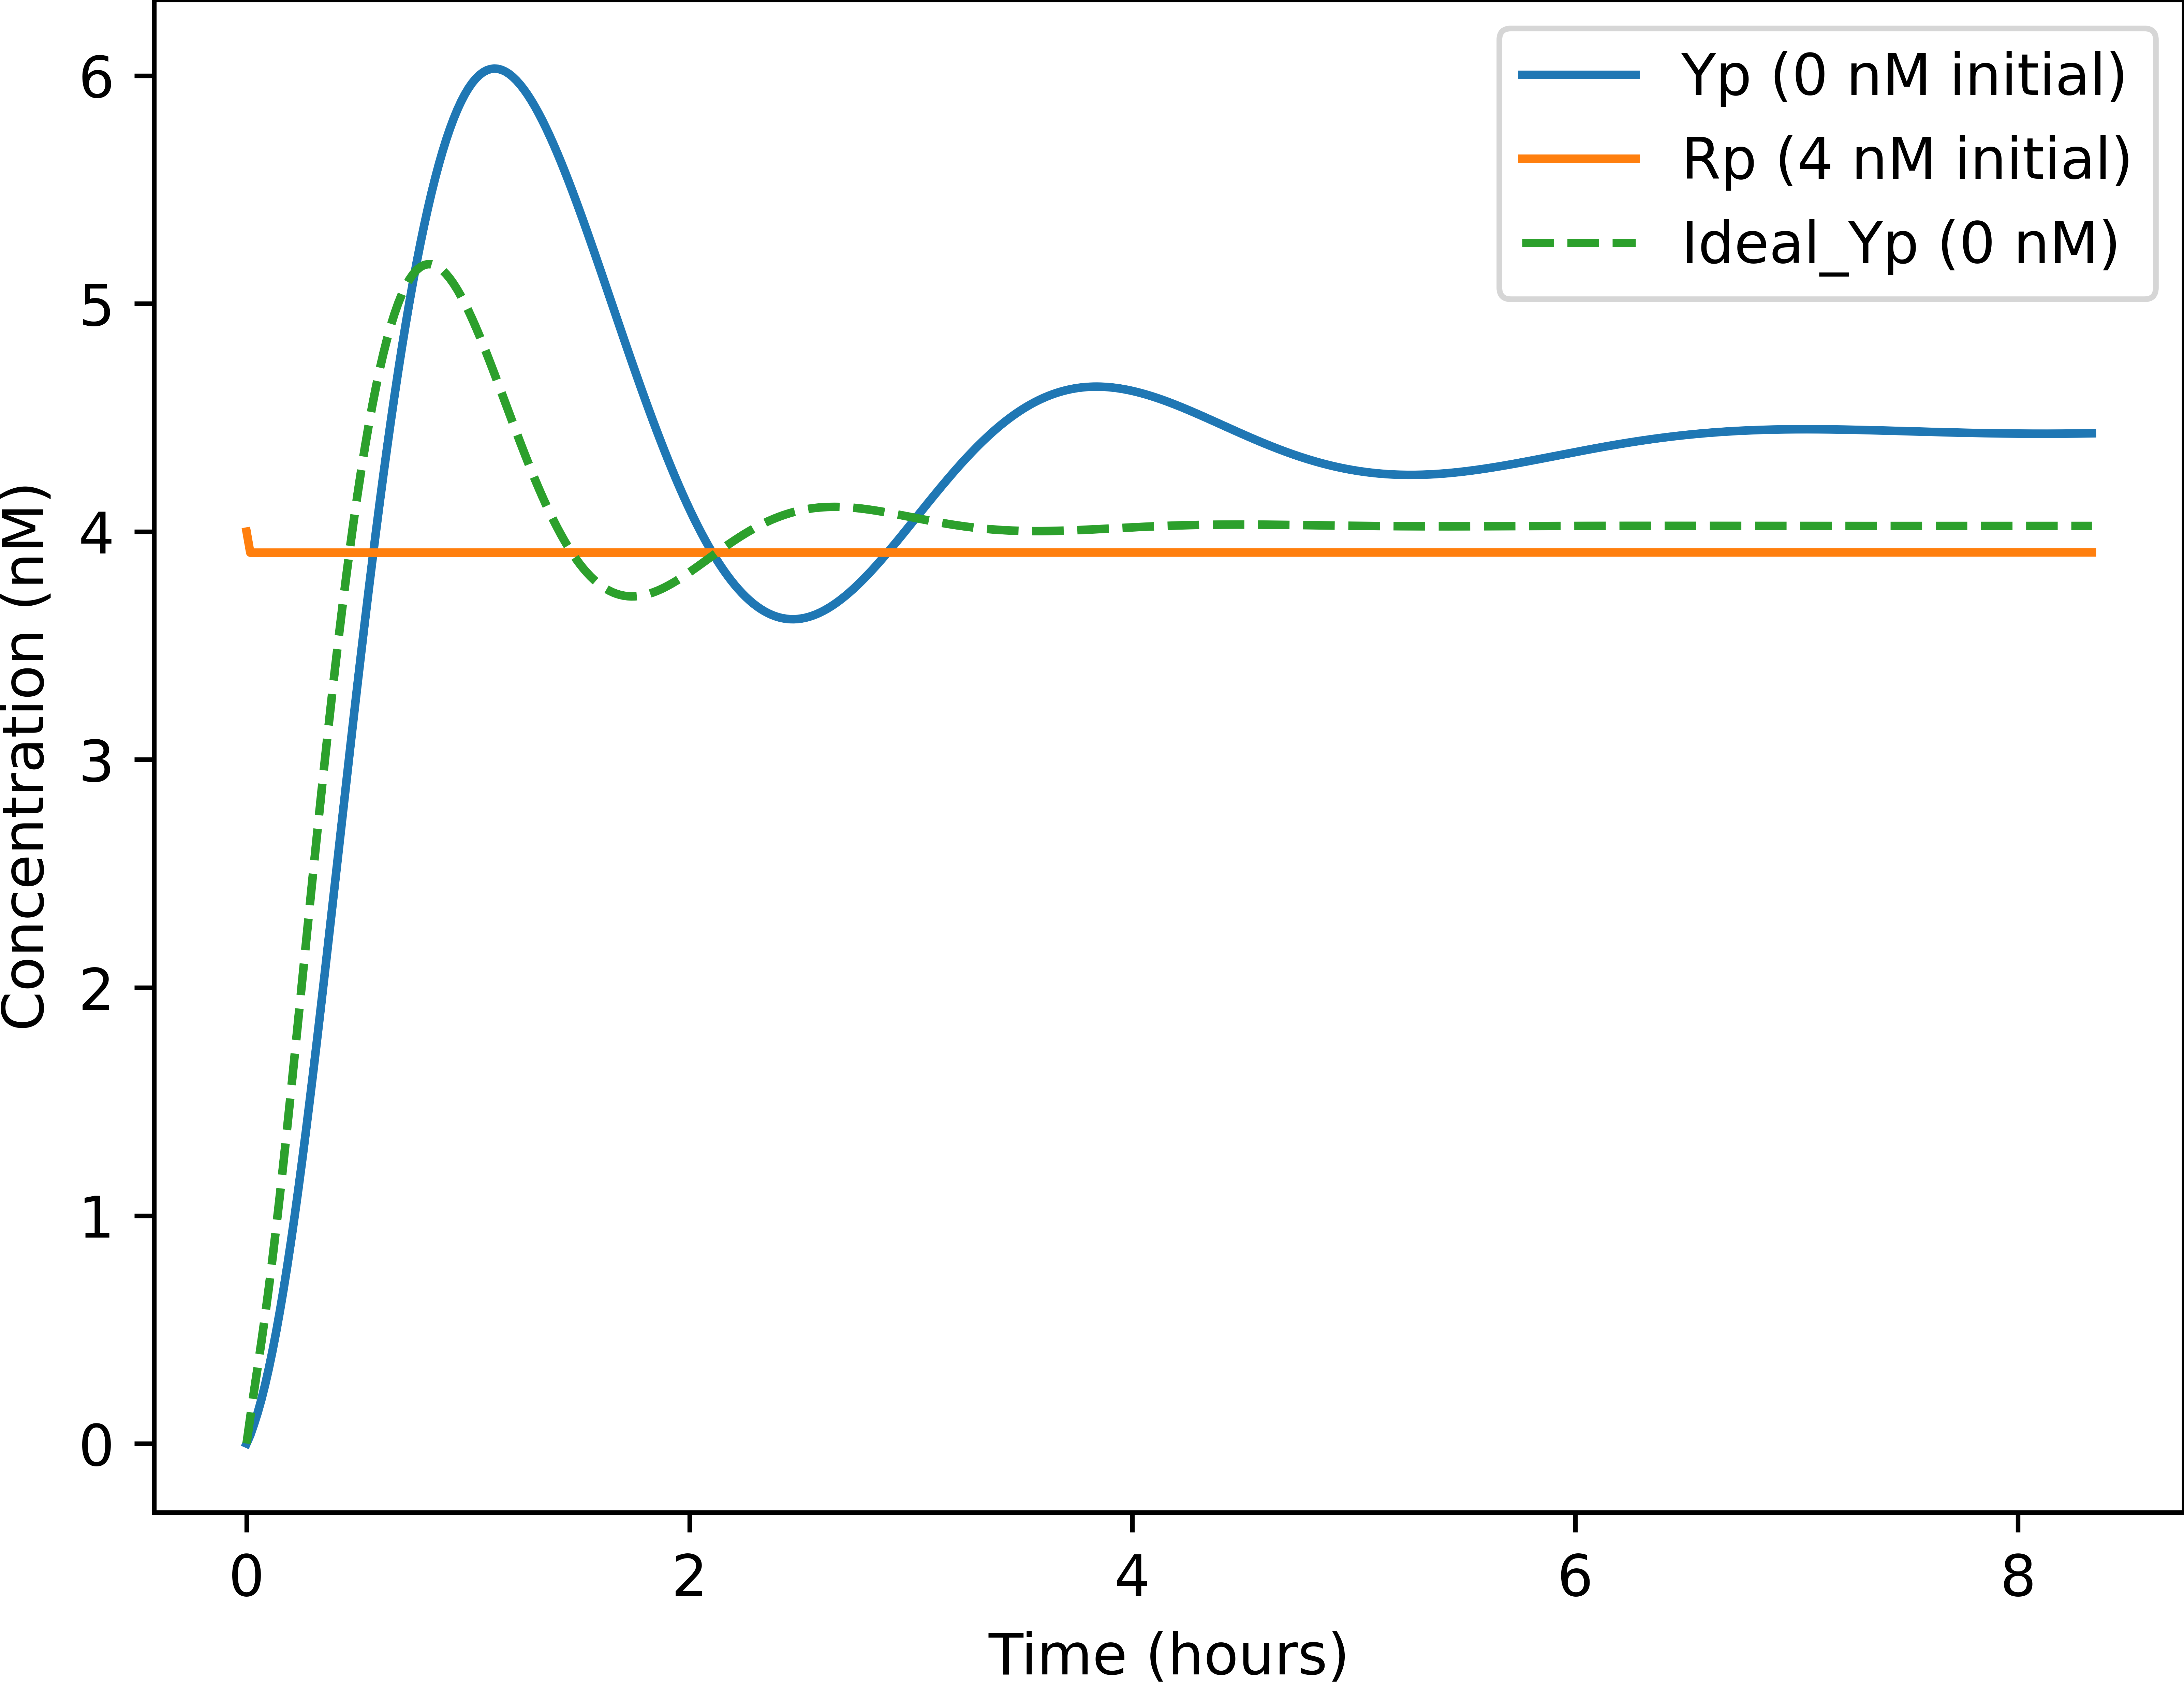 Yp (0 nM initial)
Rp (4 nM initial)
Ideal_Yp (0 nM)
Concentration (nM)
6
5
4
3
2
1
0
0 2 4 6 8
Time (hours)